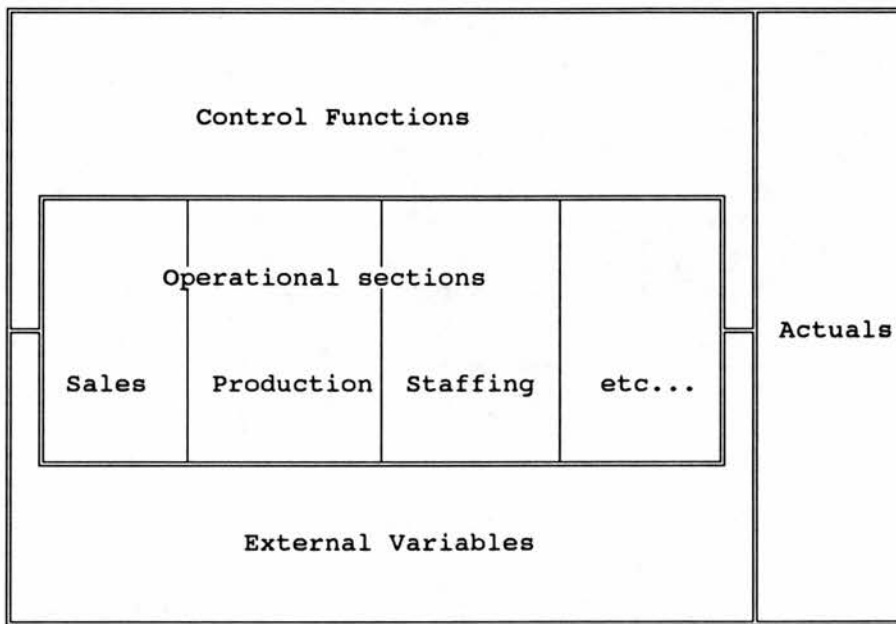 Control Functions
Operational sections
Actuals
Sales Production Staffing etc...
External Variables